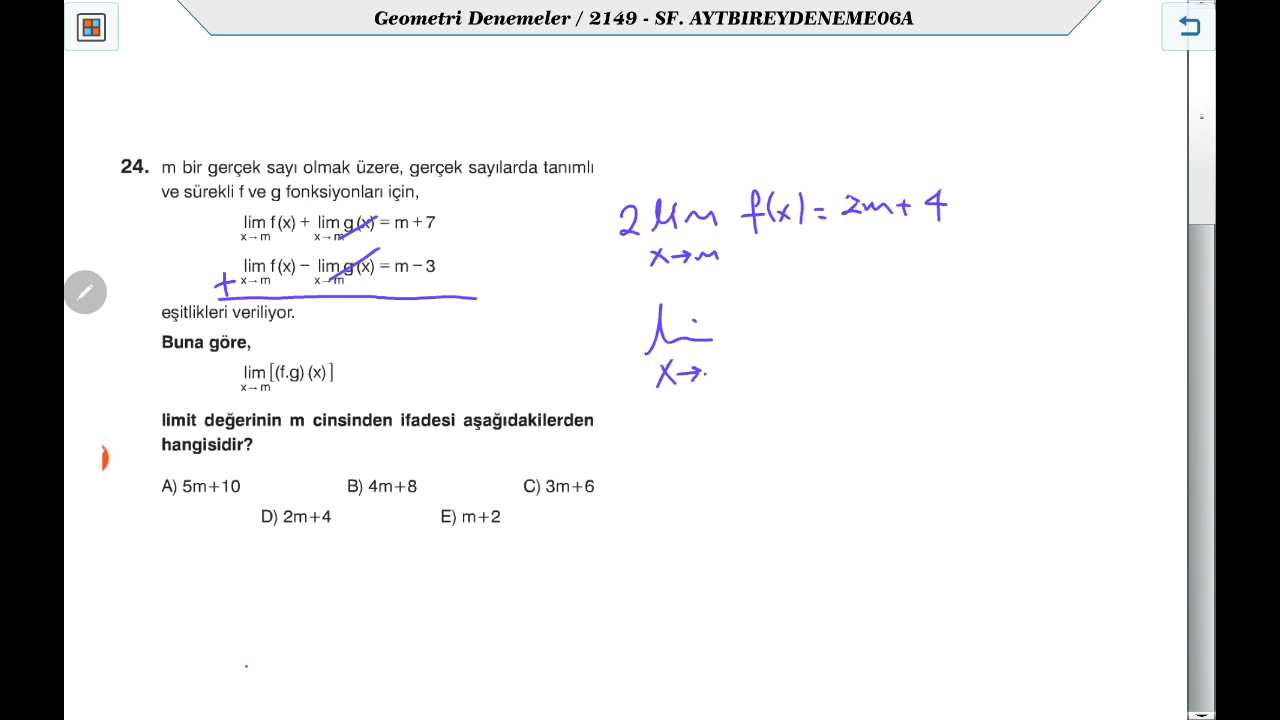 Geometri Denemeler / 2149 - SF. AYTBIREYDENEME06A
24. m bir gerçek sayı olmak üzere, gerçek sayılarda tanımlı
ve sürekli f ve g fonksiyonları için,
lim f(x) + lim g(x) = m + 7
x→m x→m
lim f(x) − lim g(x) = m − 3
x→m x→m
+
eşitlikleri veriliyor.
Buna göre,
lim [(f.g) (x)]
x→m
limit değerinin m cinsinden ifadesi aşağıdakilerden
hangisidir?
A) 5m+10 B) 4m+8 C) 3m+6
D) 2m+4 E) m+2
2 lim f(x) = 2m + 4
x→m
lim
x→